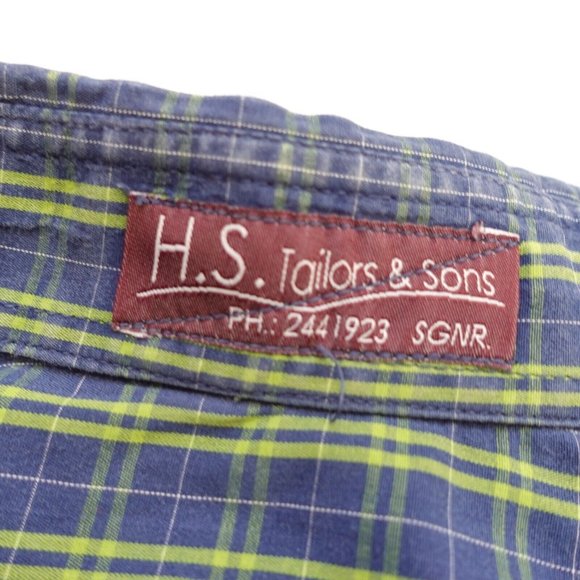 H.S. Tailors & Sons
PH.: 2441923 SGNR.